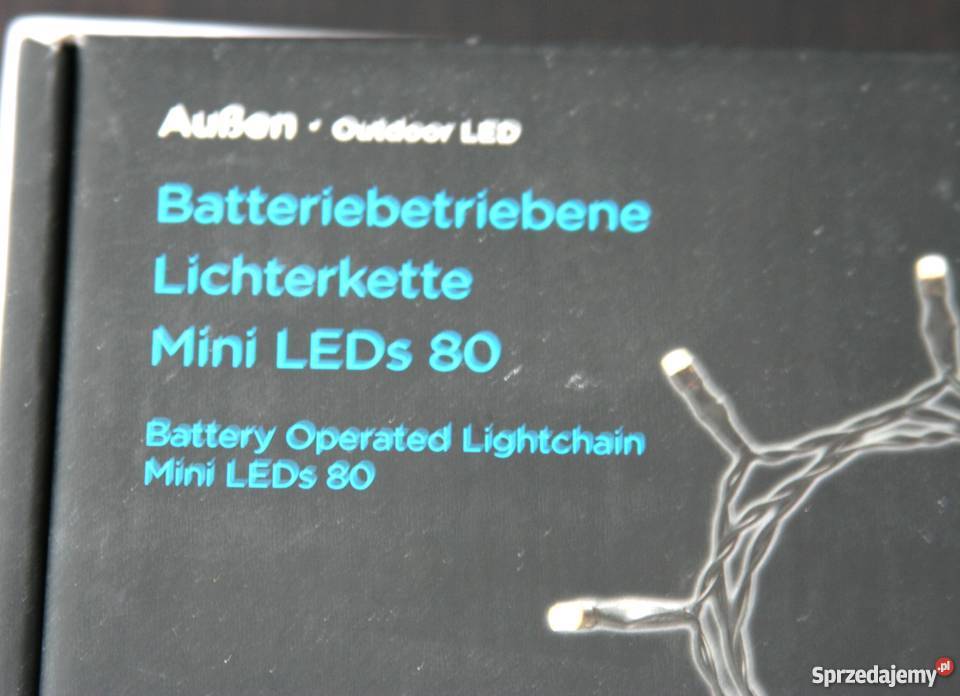 Außen · Outdoor LED
Batteriebetriebene
Lichterkette
Mini LEDs 80
Battery Operated Lightchain
Mini LEDs 80
Sprzedajemy.pl